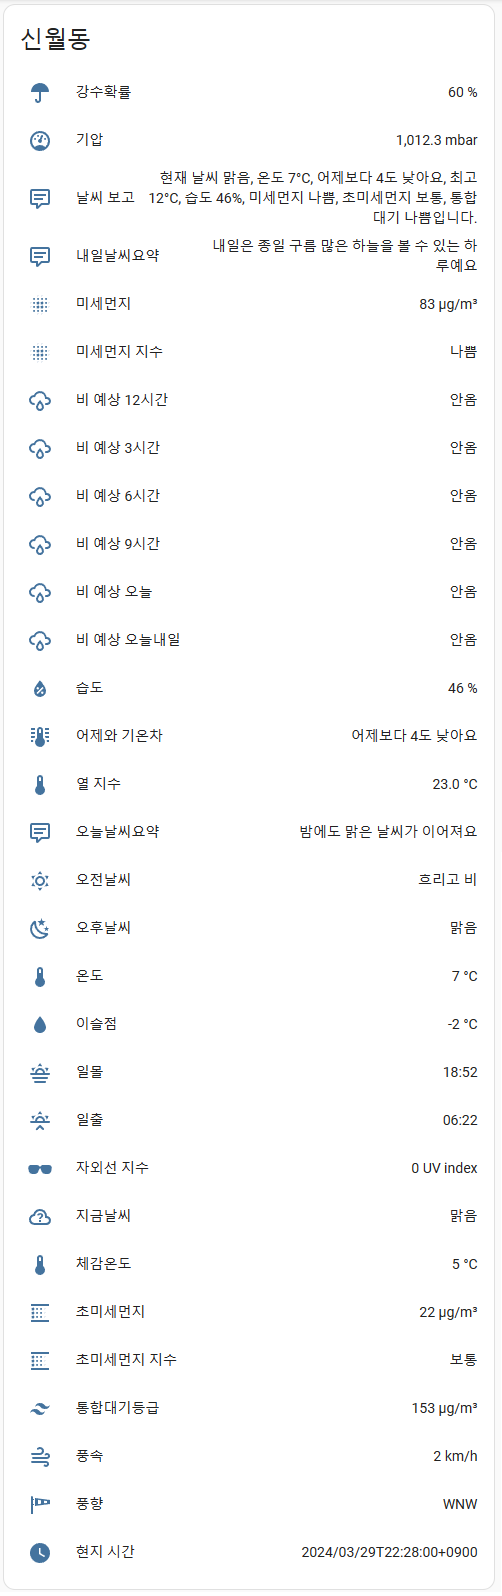 신월동
강수확률 60 %
기압 1,012.3 mbar
현재 날씨 맑음, 온도 7°C, 어제보다 4도 낮아요, 최고
날씨 보고 12°C, 습도 46%, 미세먼지 나쁨, 초미세먼지 보통, 통합
대기 나쁨입니다.
내일날씨요약 내일은 종일 구름 많은 하늘을 볼 수 있는 하
루예요
미세먼지 83 µg/m³
미세먼지 지수 나쁨
비 예상 12시간 안옴
비 예상 3시간 안옴
비 예상 6시간 안옴
비 예상 9시간 안옴
비 예상 오늘 안옴
비 예상 오늘내일 안옴
습도 46 %
어제와 기온차 어제보다 4도 낮아요
열 지수 23.0 °C
오늘날씨요약 밤에도 맑은 날씨가 이어져요
오전날씨 흐리고 비
오후날씨 맑음
온도 7 °C
이슬점 -2 °C
일몰 18:52
일출 06:22
자외선 지수 0 UV index
지금날씨 맑음
체감온도 5 °C
초미세먼지 22 µg/m³
초미세먼지 지수 보통
통합대기등급 153 µg/m³
풍속 2 km/h
풍향 WNW
현지 시간 2024/03/29T22:28:00+0900